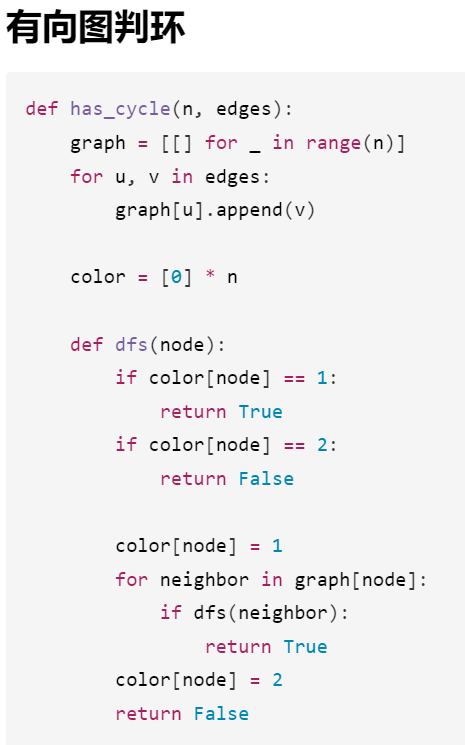 有向图判环
def has_cycle(n, edges):
    graph = [[] for _ in range(n)]
    for u, v in edges:
        graph[u].append(v)
    color = [0] * n
    def dfs(node):
        if color[node] == 1:
            return True
        if color[node] == 2:
            return False
        color[node] = 1
        for neighbor in graph[node]:
            if dfs(neighbor):
                return True
        color[node] = 2
        return False